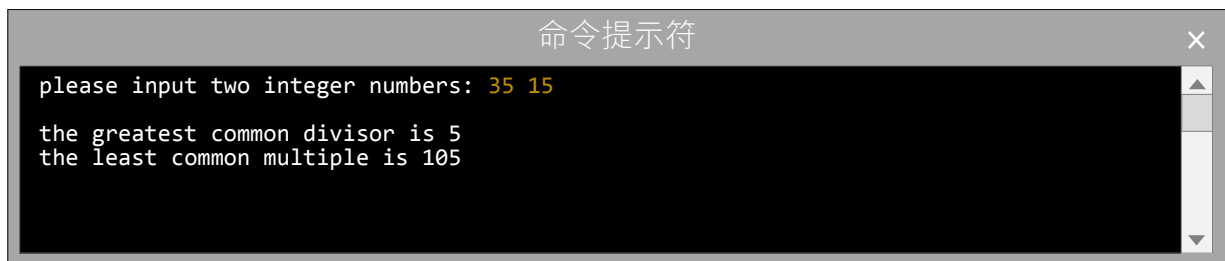 命令提示符
×
please input two integer numbers: 35 15
the greatest common divisor is 5
the least common multiple is 105